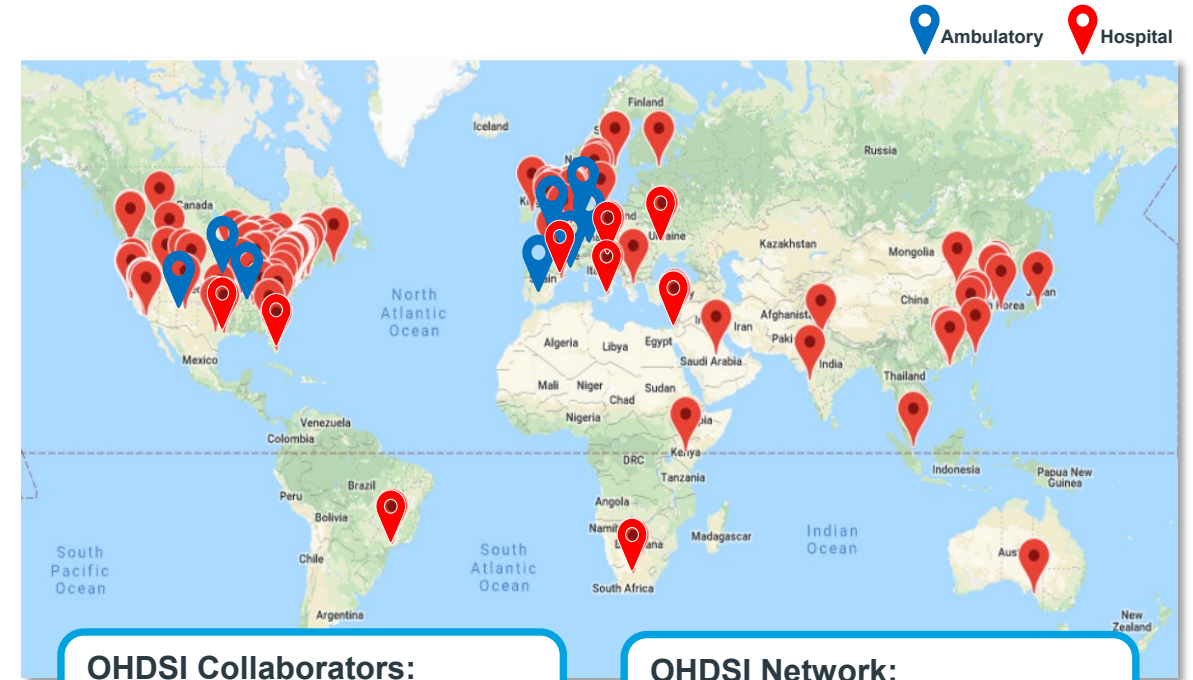 Ambulatory
Hospital
Finland
Iceland
Russia
Canada
Kazakhstan
Mongolia
North
Atlantic
Ocean
China
Iran
Algeria
Libya
Egypt
Saudi Arabia
India
Mexico
Thailand
Mali
Niger
Sudan
Chad
Nigeria
Venezuela
Colombia
DRC
Kenya
Tanzania
Indonesia
Papua New
Guinea
Brazil
Peru
Angola
Bolivia
Madagascar
Indian
Ocean
South
Pacific
Ocean
Chile
South
Atlantic
Ocean
South Africa
Argentina
New
Zealand
OHDSI Collaborators:
OHDSI Network: